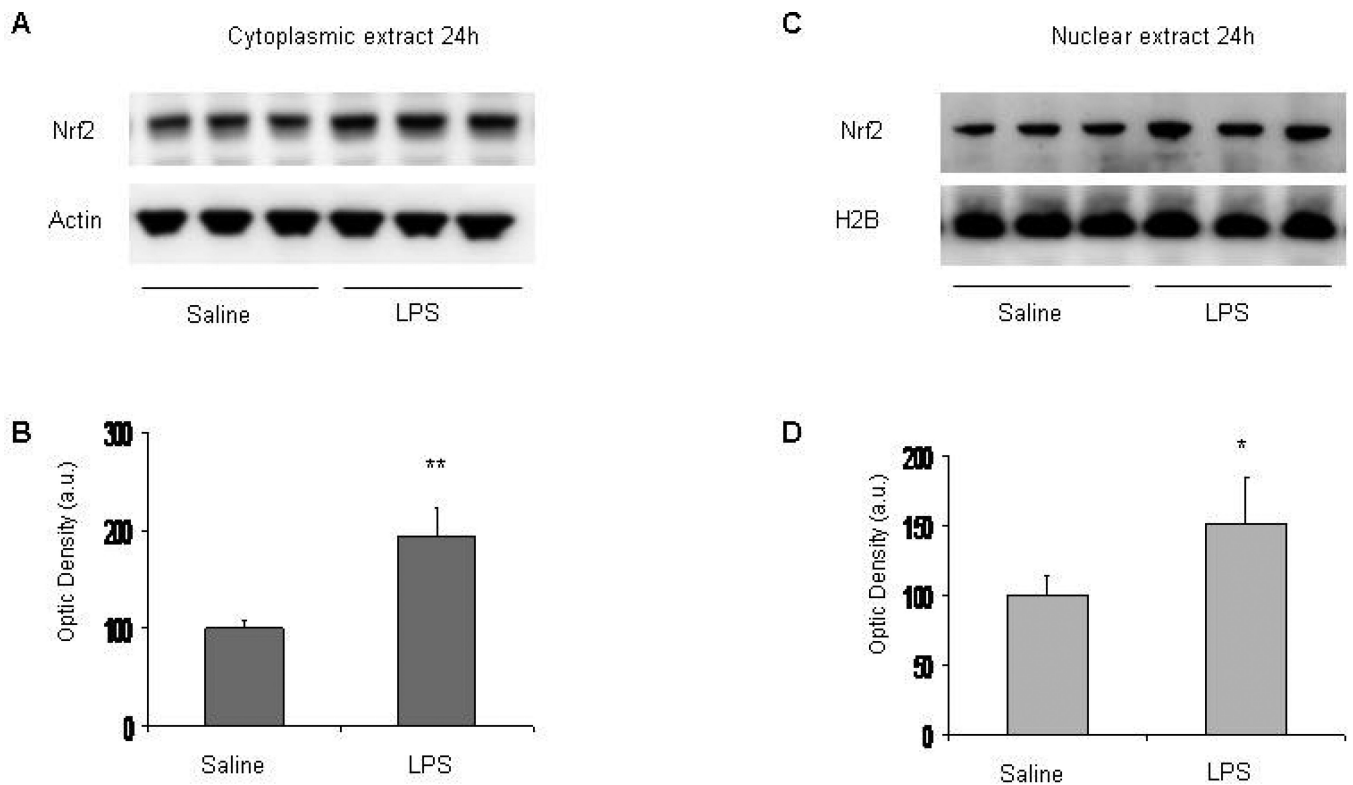 A
Cytoplasmic extract 24h
Nrf2
Actin
Saline LPS
B
Optic Density (a.u.)
300
200
100
0
**
Saline LPS
C
Nuclear extract 24h
Nrf2
H2B
Saline LPS
D
Optic Density (a.u.)
200
150
100
50
0
*
Saline LPS